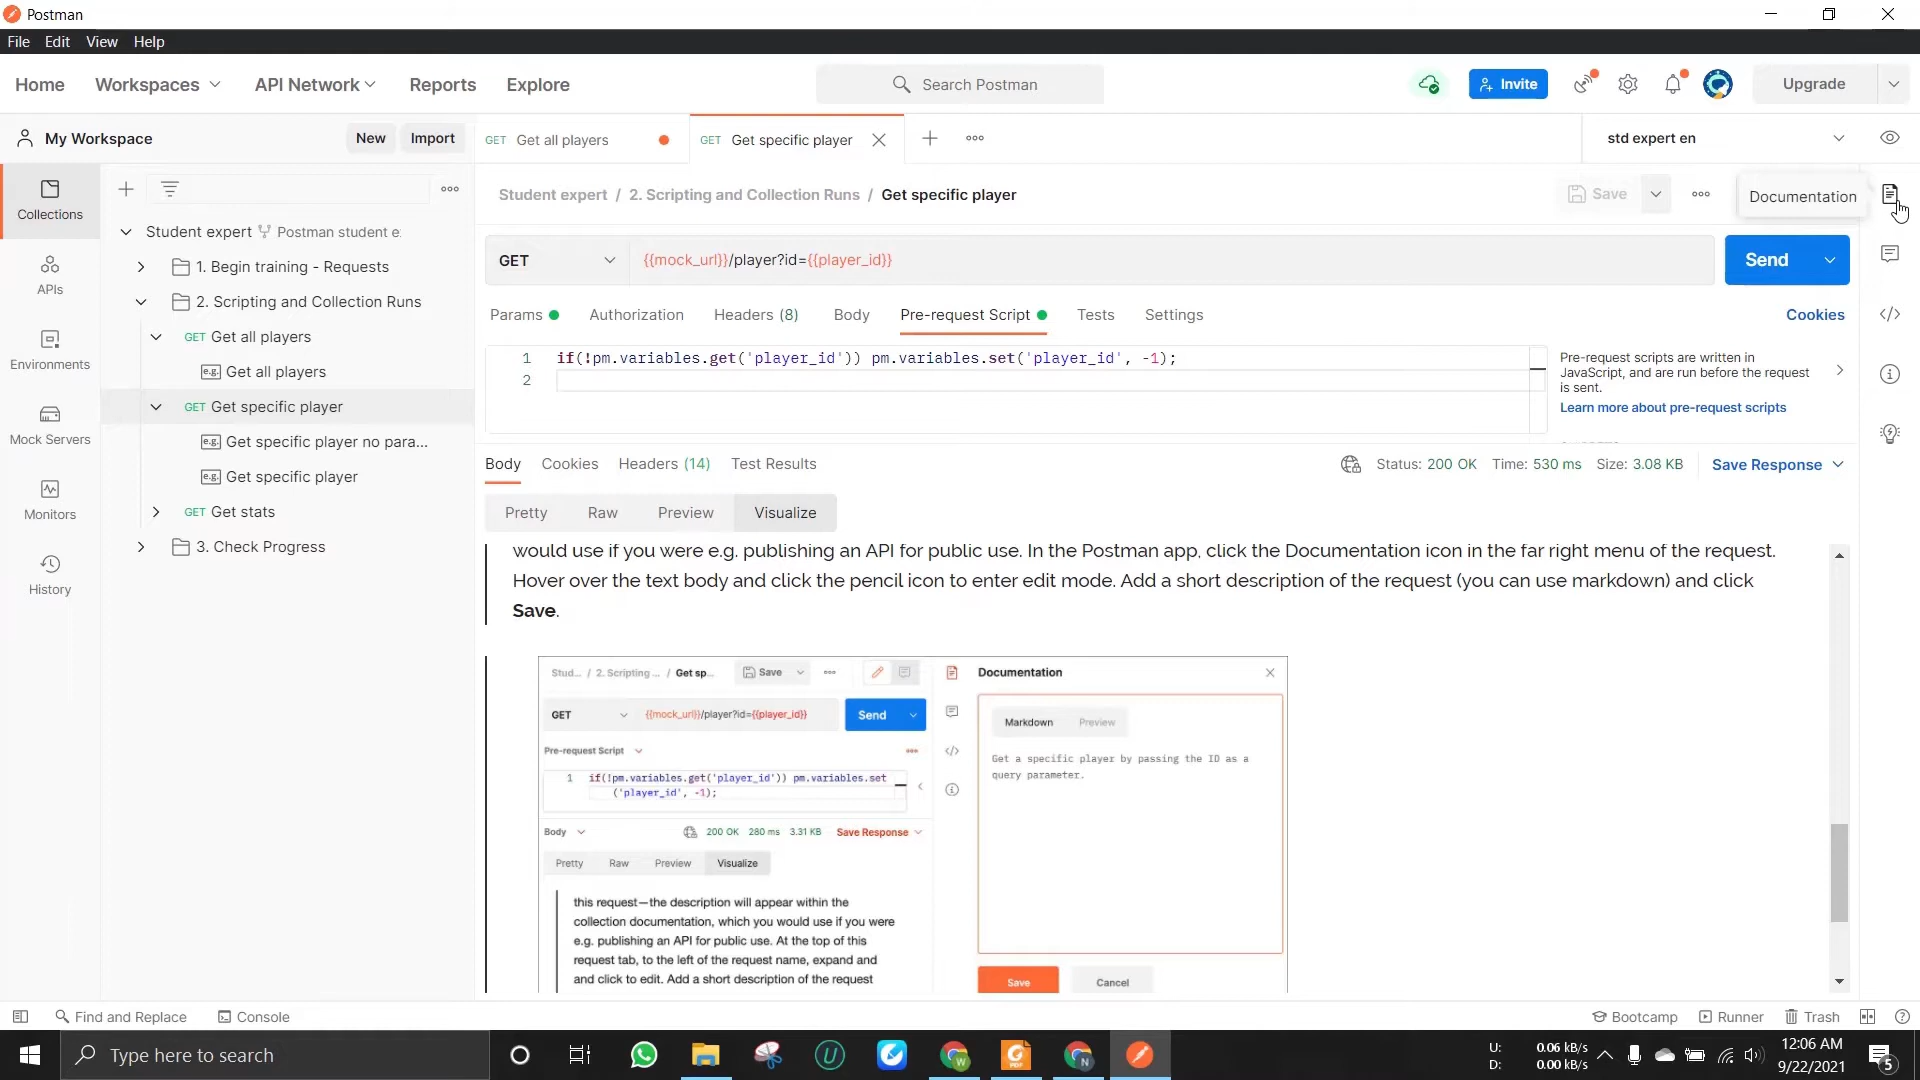 Postman
File Edit View Help
Home Workspaces API Network Reports Explore Search Postman Invite Upgrade
My Workspace New Import GET Get all players GET Get specific player std expert en
Student expert / 2. Scripting and Collection Runs / Get specific player Save Documentation
Collections
APIs
Environments
Mock Servers
Monitors
History
Student expert Postman student e
1. Begin training - Requests
2. Scripting and Collection Runs
GET Get all players
e.g. Get all players
GET Get specific player
e.g. Get specific player no para...
e.g. Get specific player
GET Get stats
3. Check Progress
GET {{mock_url}}/player?id={{player_id}} Send
Params Authorization Headers (8) Body Pre-request Script Tests Settings Cookies
1 if(!pm.variables.get('player_id')) pm.variables.set('player_id', -1);
2
Pre-request scripts are written in
JavaScript, and are run before the request
is sent.
Learn more about pre-request scripts
Body Cookies Headers (14) Test Results Status: 200 OK Time: 530 ms Size: 3.08 KB Save Response
Pretty Raw Preview Visualize
would use if you were e.g. publishing an API for public use. In the Postman app, click the Documentation icon in the far right menu of the request.
Hover over the text body and click the pencil icon to enter edit mode. Add a short description of the request (you can use markdown) and click
Save.
Stud... / 2. Scripting ... / Get sp... Save
GET {{mock_url}}/player?id={{player_id}} Send
Pre-request Script
1 if(!pm.variables.get('player_id')) pm.variables.set
('player_id', -1);
Body 200 OK 280 ms 3.31 KB Save Response
Pretty Raw Preview Visualize
this request—the description will appear within the
collection documentation, which you would use if you were
e.g. publishing an API for public use. At the top of this
request tab, to the left of the request name, expand and
and click to edit. Add a short description of the request
Documentation
Markdown Preview
Get a specific player by passing the ID as a
query parameter.
Save Cancel
Find and Replace Console Bootcamp Runner Trash
Type here to search
U: 0.06 kB/s
D: 0.00 kB/s
12:06 AM
9/22/2021
5